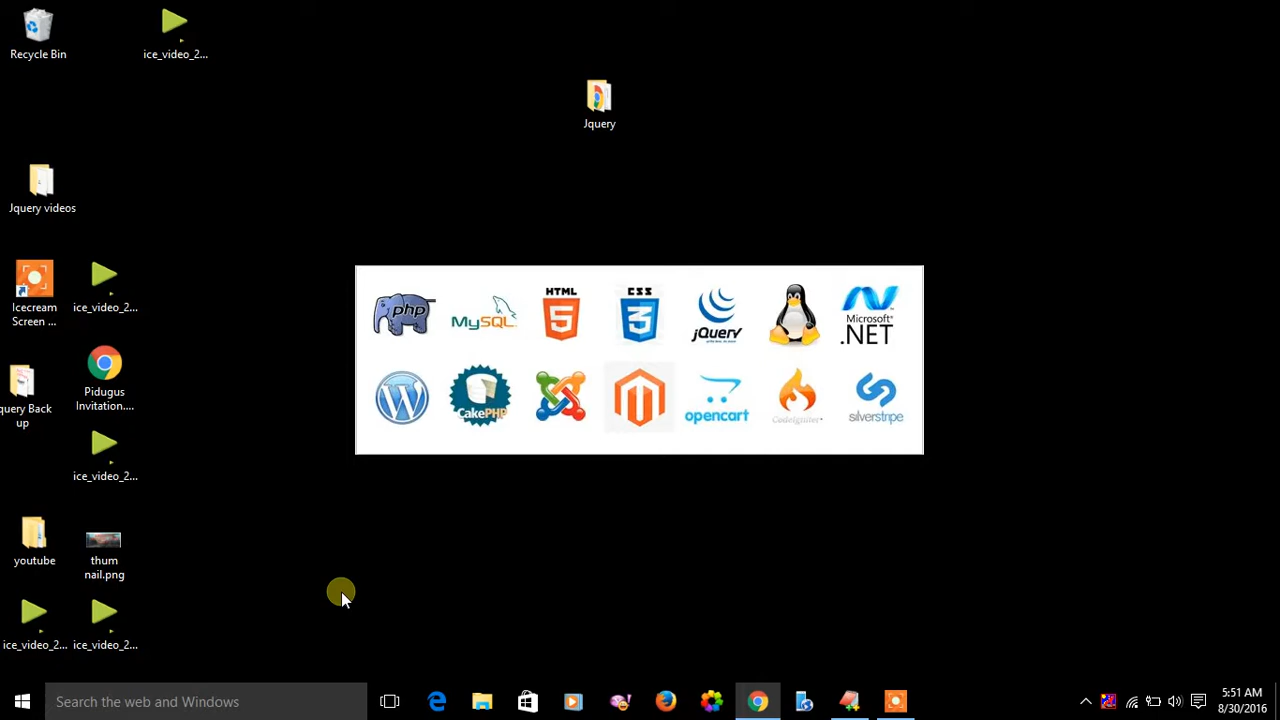 Recycle Bin
ice_video_2...
Jquery
Jquery videos
Icecream
Screen ...
ice_video_2...
query Back
up
Pidugus
Invitation....
ice_video_2...
youtube
thum
nail.png
ice_video_2...
ice_video_2...
php
MySQL
HTML
5
CSS
3
jQuery
Microsoft
.NET
W
CakePHP
opencart
CodeIgniter
silverstripe
Search the web and Windows
5:51 AM
8/30/2016